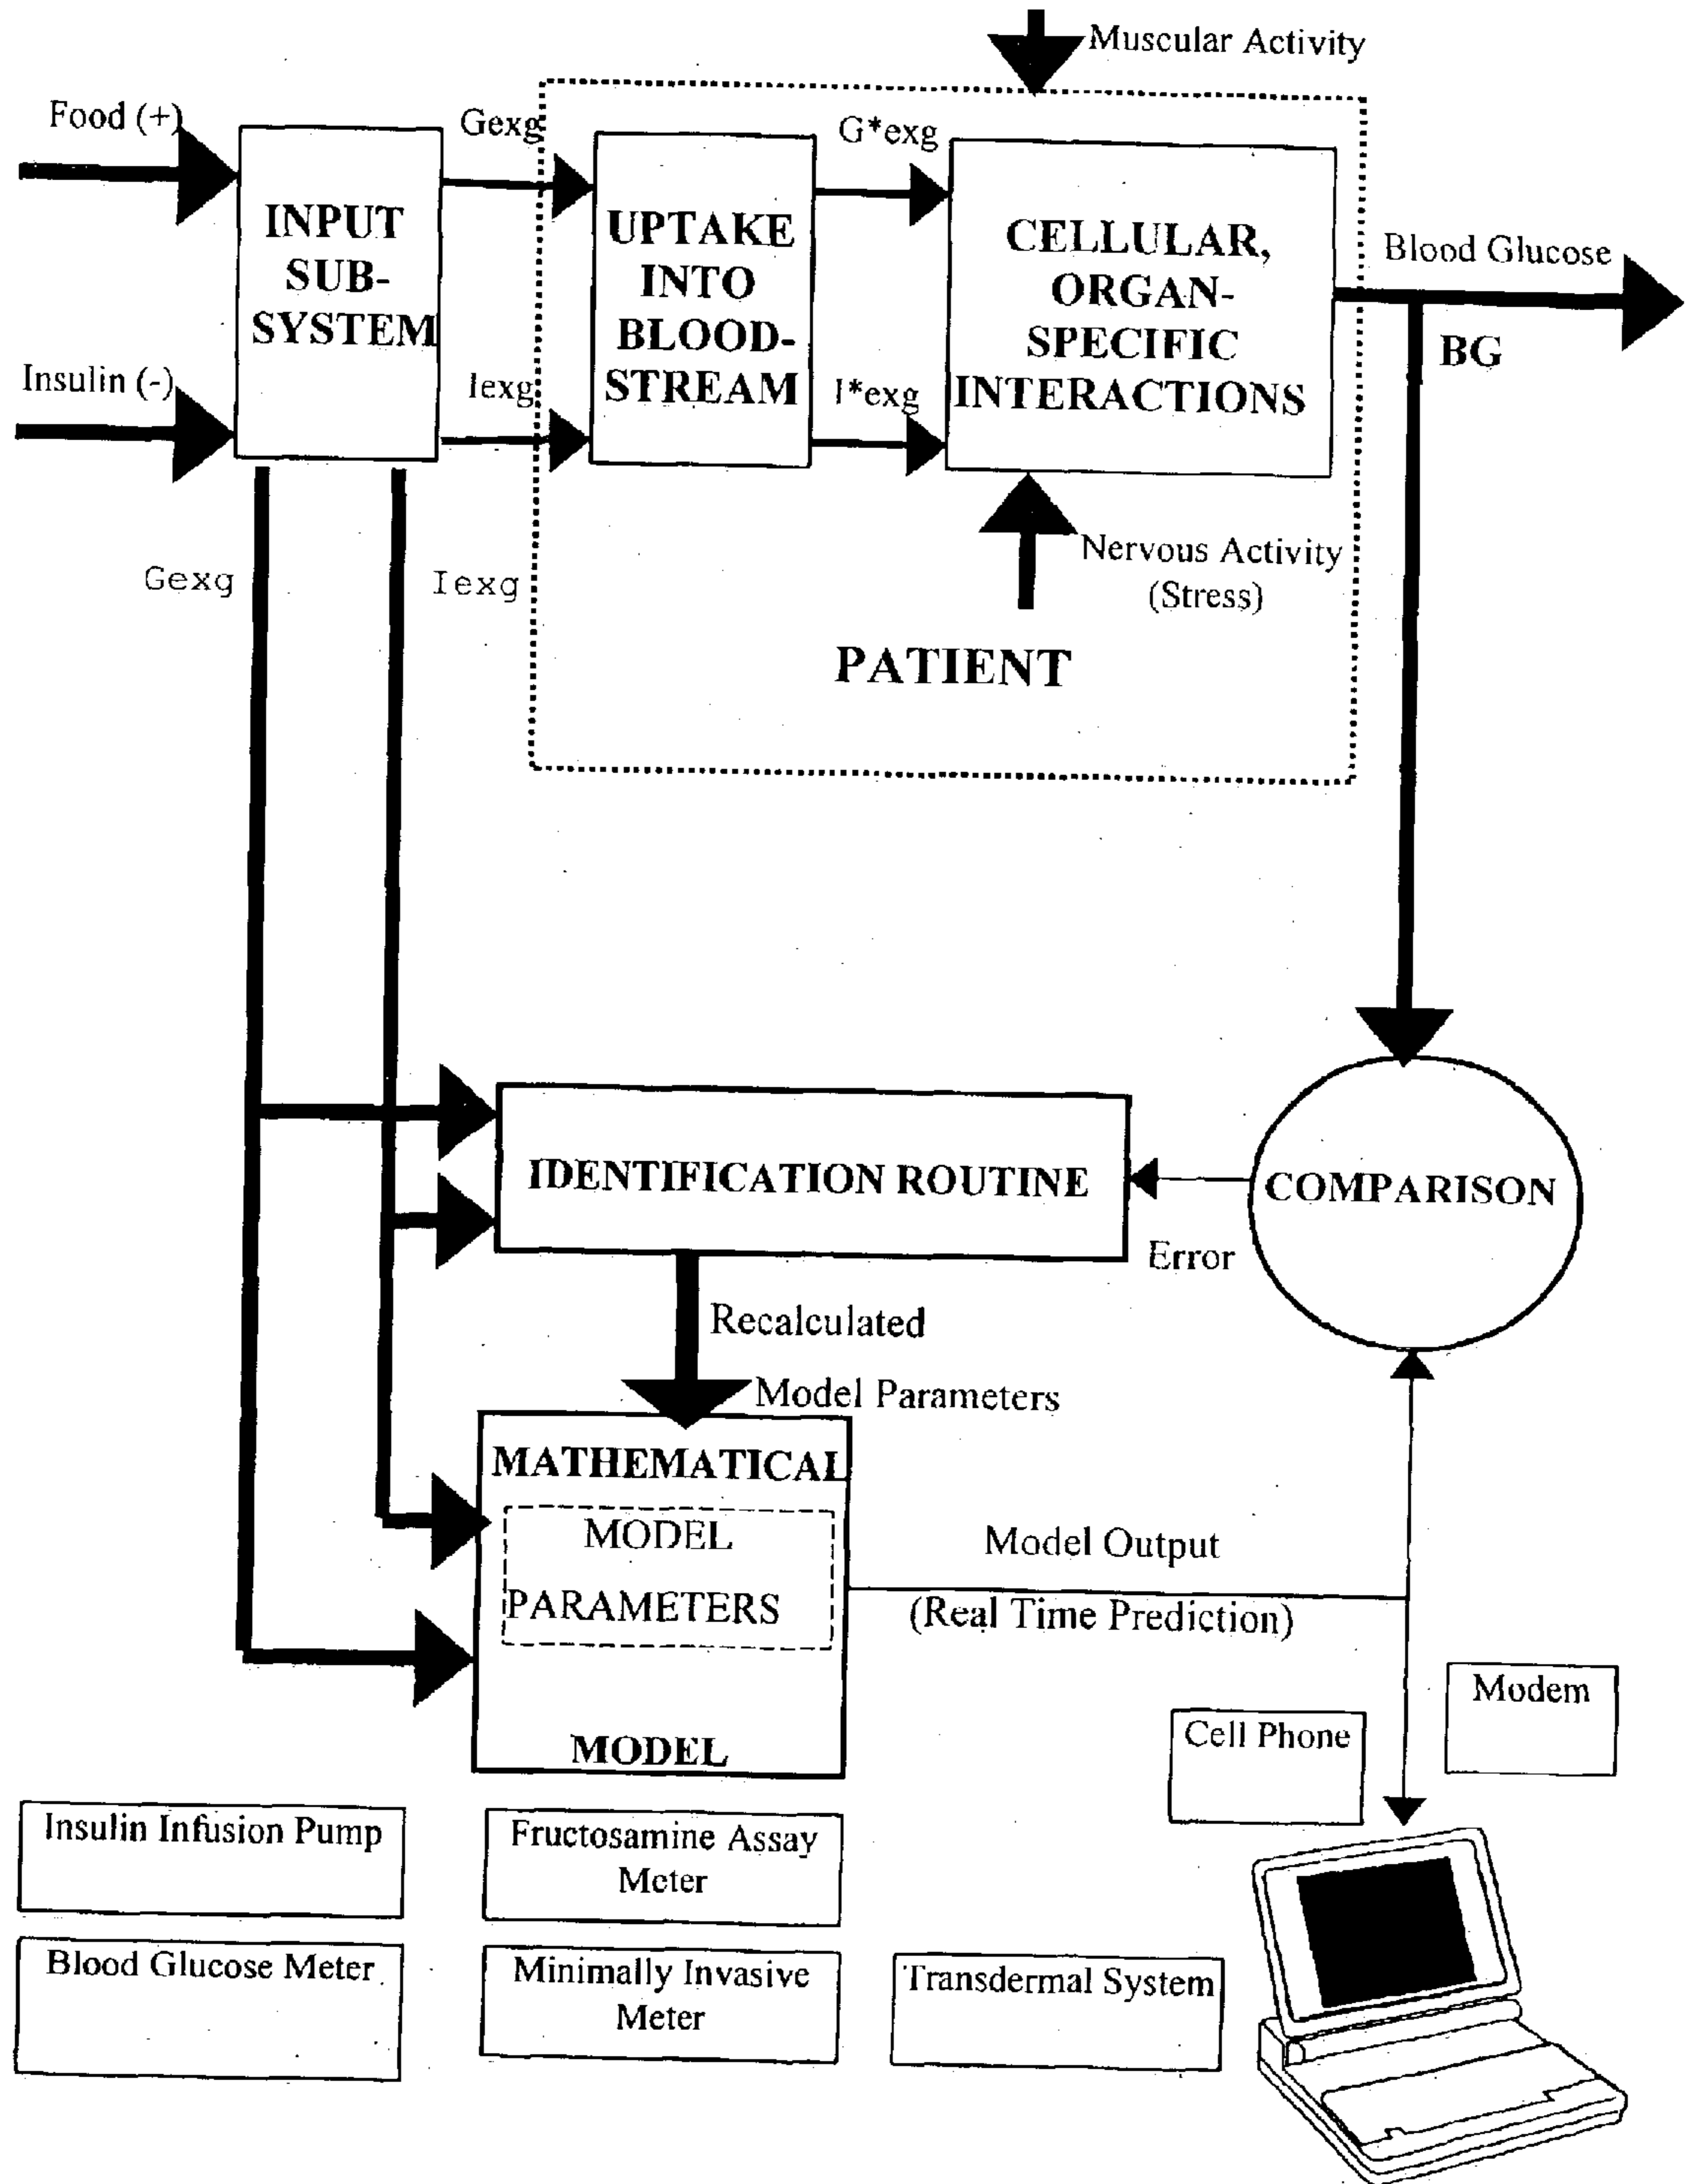 Muscular Activity
Food (+)
Gexg
G*exg
INPUT
SUB-
SYSTEM
UPTAKE
INTO
BLOOD-
STREAM
CELLULAR,
ORGAN-
SPECIFIC
INTERACTIONS
Blood Glucose
BG
Insulin (-)
Iexg
I*exg
Nervous Activity
(Stress)
Gexg
Iexg
PATIENT
IDENTIFICATION ROUTINE
COMPARISON
Error
Recalculated
Model Parameters
MATHEMATICAL
MODEL
PARAMETERS
MODEL
Model Output
(Real Time Prediction)
Modem
Cell Phone
Insulin Infusion Pump
Fructosamine Assay
Meter
Blood Glucose Meter
Minimally Invasive
Meter
Transdermal System